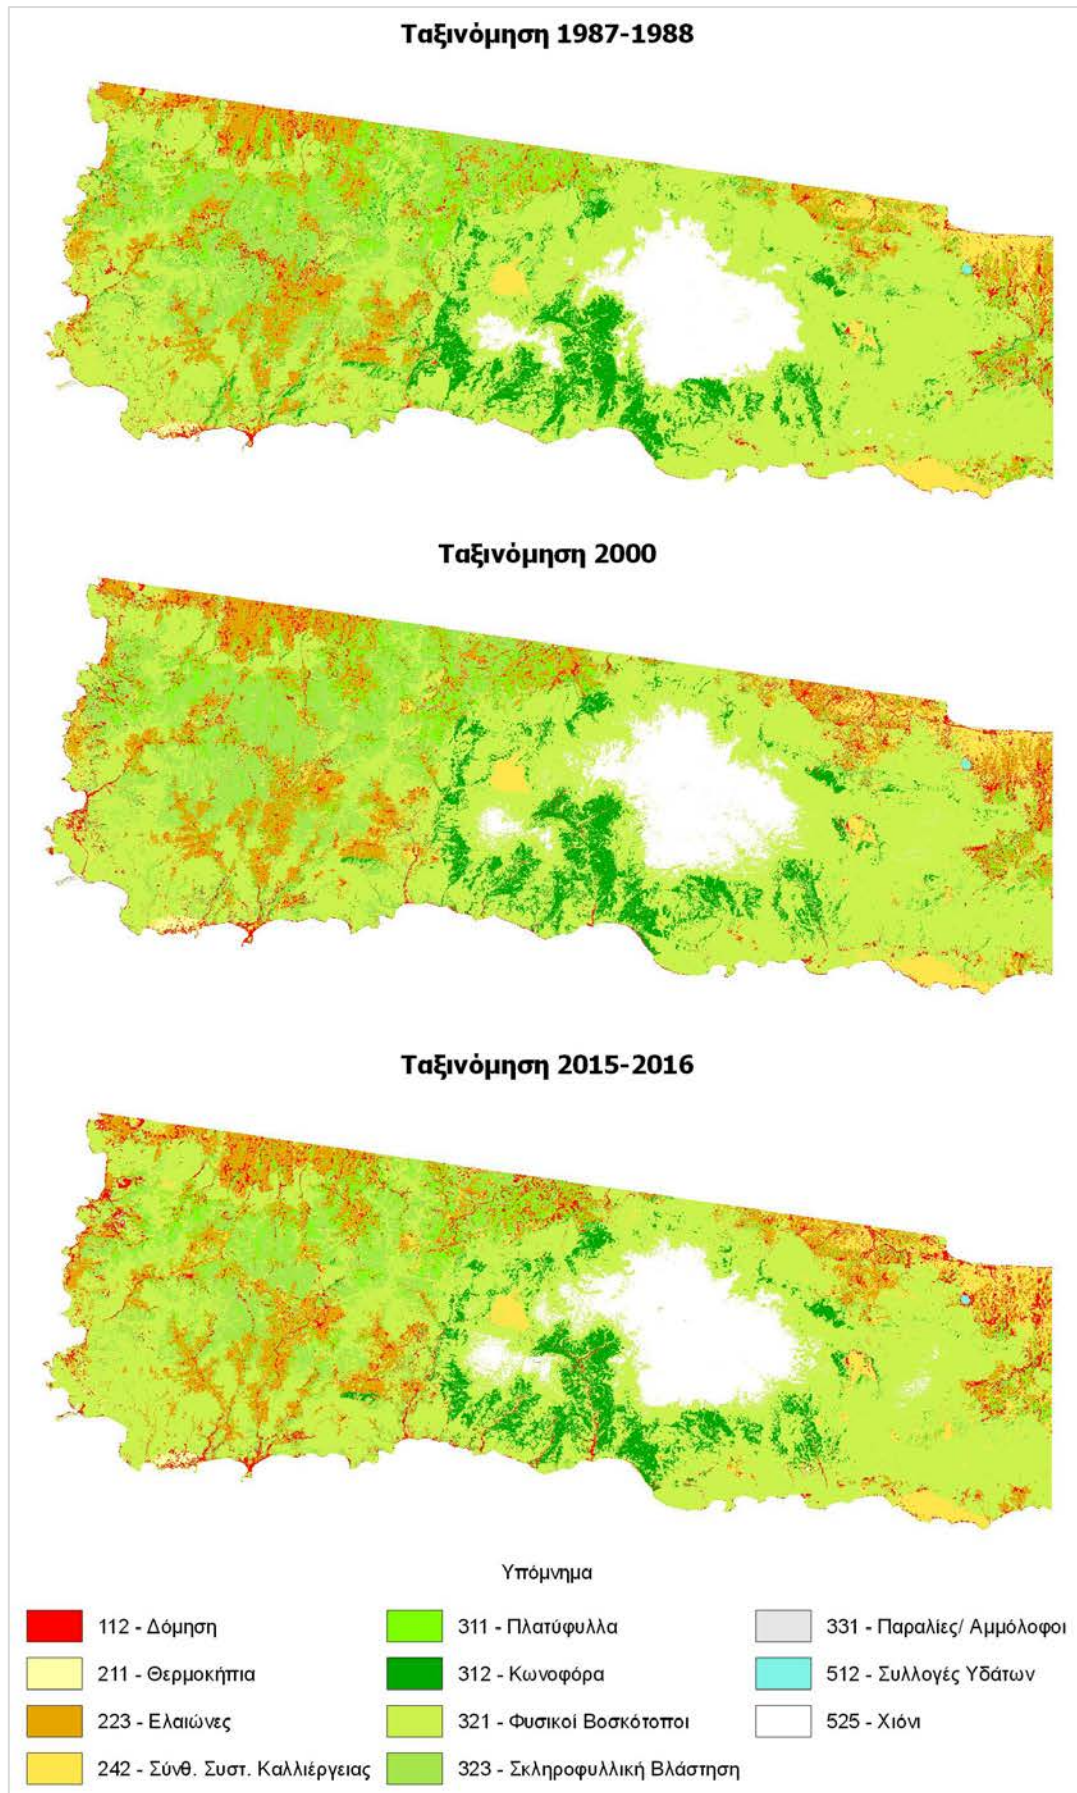 Ταξινόμηση 1987-1988
Ταξινόμηση 2000
Ταξινόμηση 2015-2016
Υπόμνημα
112 - Δόμηση
211 - Θερμοκήπια
223 - Ελαιώνες
242 - Σύνθ. Συστ. Καλλιέργειας
311 - Πλατύφυλλα
312 - Κωνοφόρα
321 - Φυσικοί Βοσκότοποι
323 - Σκληροφυλλική Βλάστηση
331 - Παραλίες/ Αμμόλοφοι
512 - Συλλογές Υδάτων
525 - Χιόνι